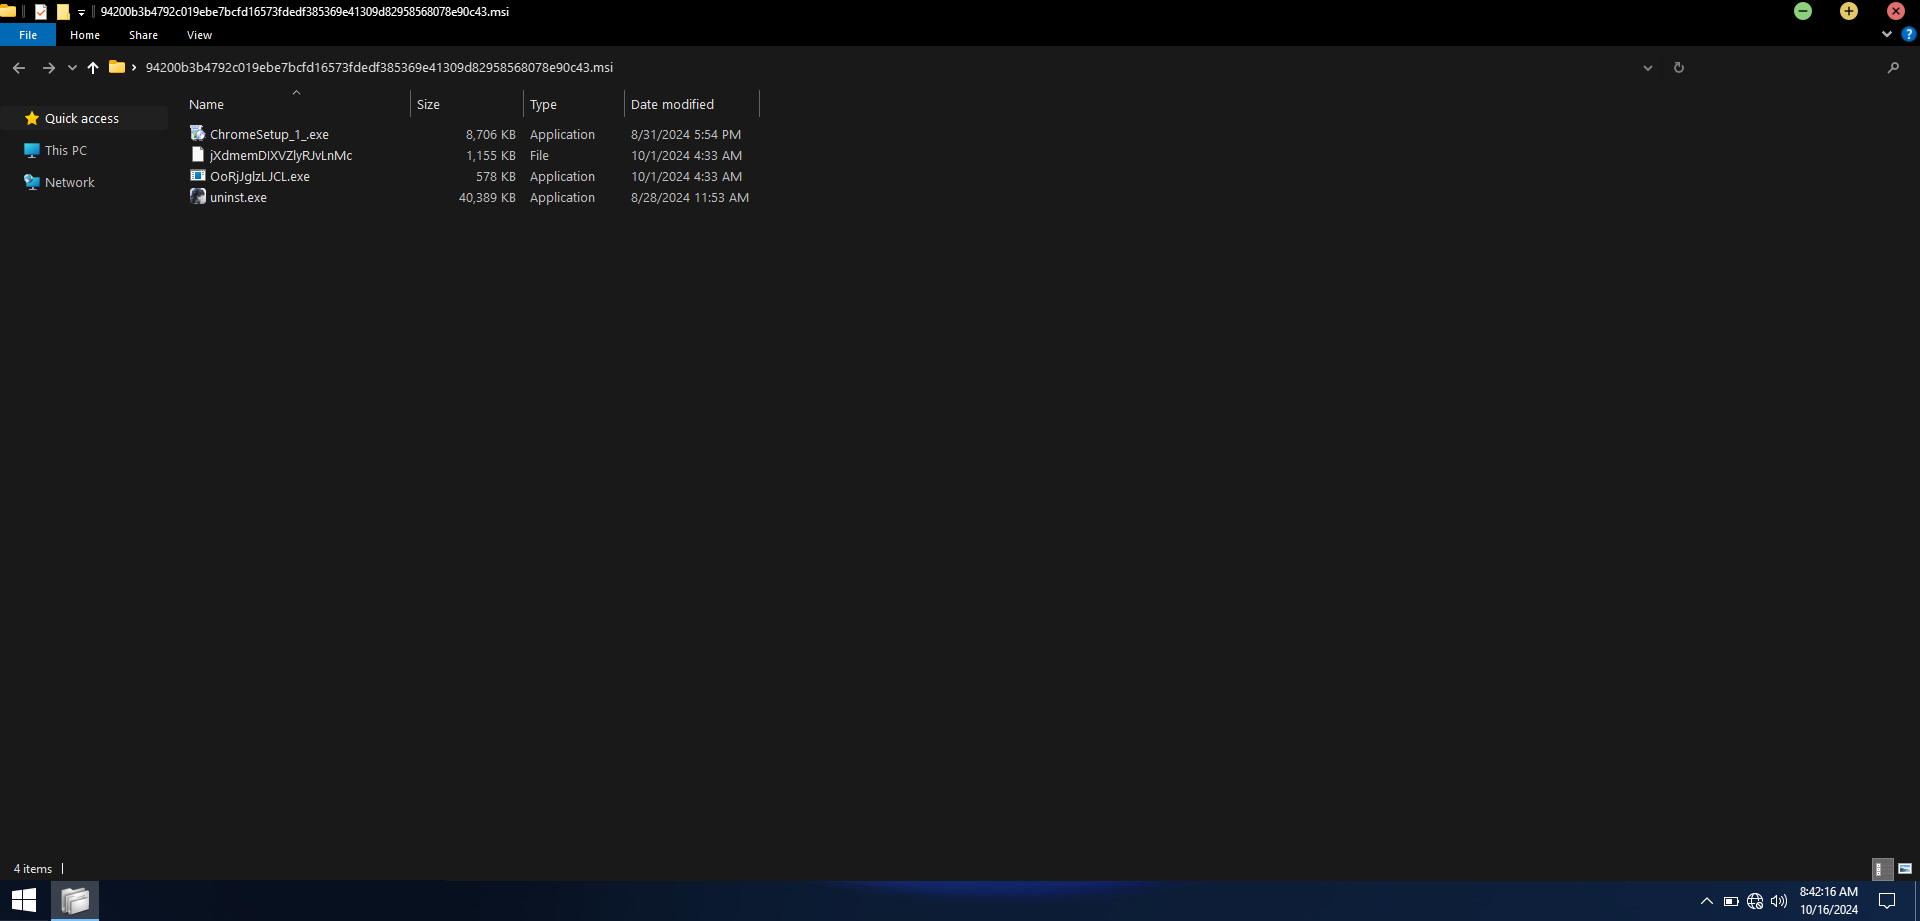 94200b3b4792c019ebe7bcfd16573fdedf385369e41309d82958568078e90c43.msi
File Home Share View
94200b3b4792c019ebe7bcfd16573fdedf385369e41309d82958568078e90c43.msi
Name Size Type Date modified
Quick access
This PC
Network
ChromeSetup_1_.exe 8,706 KB Application 8/31/2024 5:54 PM
jXdmemDIXVZlyRJvLnMc 1,155 KB File 10/1/2024 4:33 AM
OoRjJglzLJCL.exe 578 KB Application 10/1/2024 4:33 AM
uninst.exe 40,389 KB Application 8/28/2024 11:53 AM
4 items
8:42:16 AM
10/16/2024